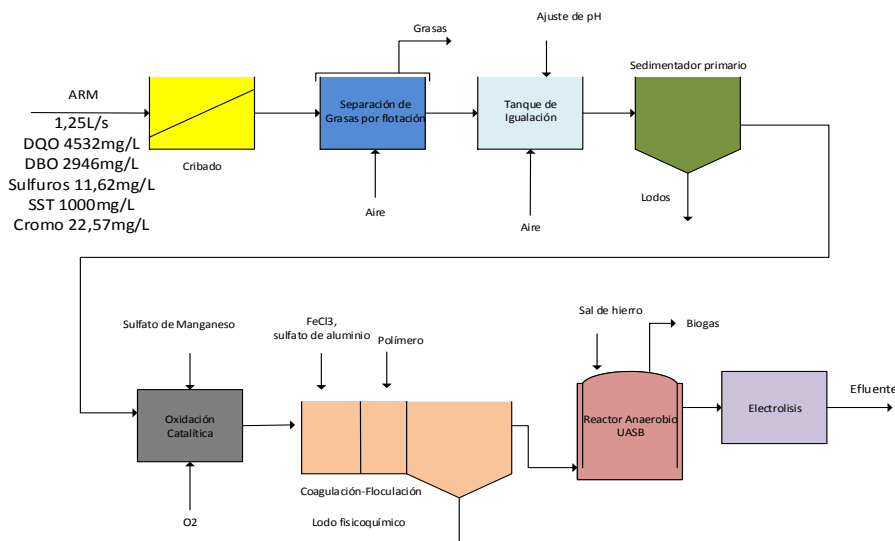 Grasas
Ajuste de pH
Sedimentador primario
ARM
1,25L/s
DQO 4532mg/L
DBO 2946mg/L
Sulfuros 11,62mg/L
SST 1000mg/L
Cromo 22,57mg/L
Cribado
Separación de
Grasas por flotación
Tanque de
Igualación
Lodos
Aire
Aire
Sulfato de Manganeso
FeCl3,
sulfato de aluminio
Polímero
Sal de hierro
Biogas
Oxidación
Catalítica
Reactor Anaerobio
UASB
Electrolisis
Efluente
Coagulación-Floculación
Lodo fisicoquímico
O2